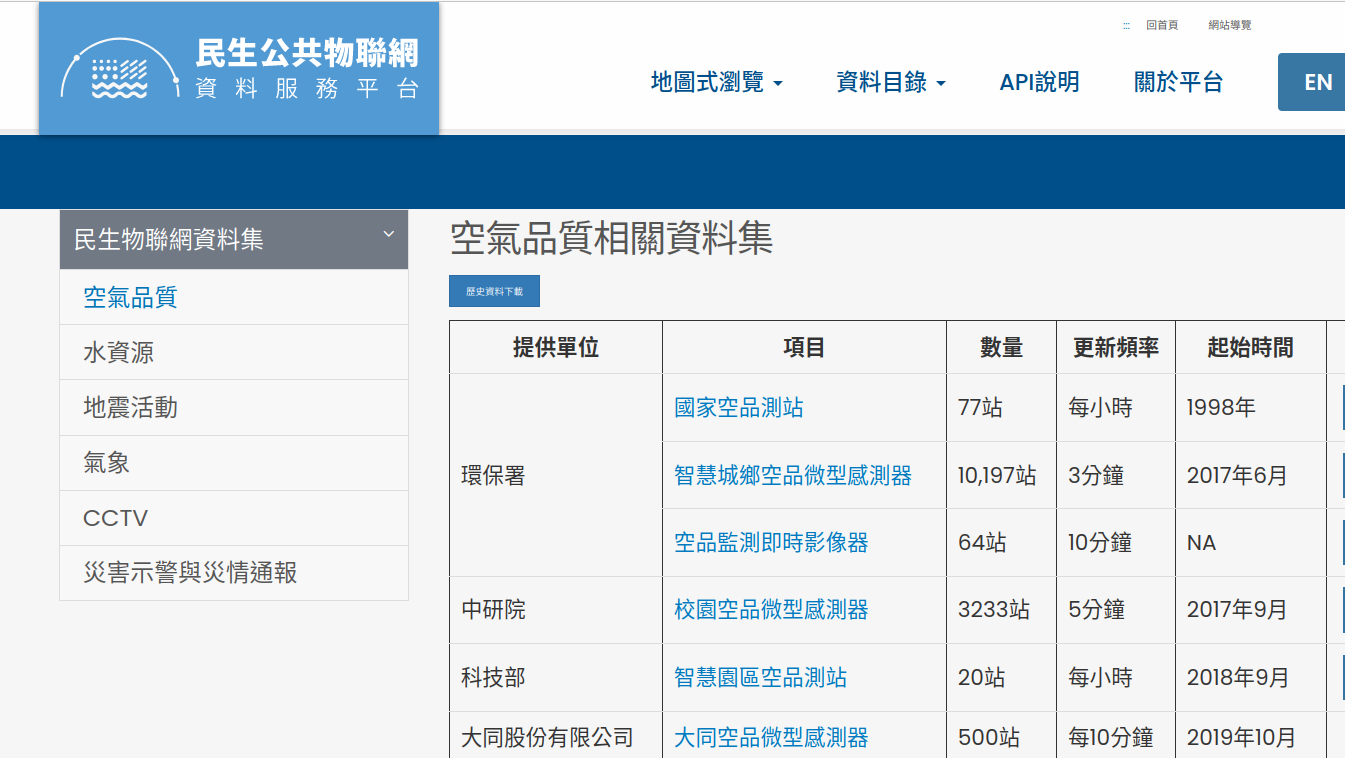 ::: 回首頁 網站導覽
民生公共物聯網
資料服務平台
地圖式瀏覽 資料目錄 API說明 關於平台 EN
民生物聯網資料集
空氣品質
水資源
地震活動
氣象
CCTV
災害示警與災情通報
空氣品質相關資料集
歷史資料下載
提供單位 項目 數量 更新頻率 起始時間
環保署
國家空品測站 77站 每小時 1998年
智慧城鄉空品微型感測器 10,197站 3分鐘 2017年6月
空品監測即時影像器 64站 10分鐘 NA
中研院 校園空品微型感測器 3233站 5分鐘 2017年9月
科技部 智慧園區空品測站 20站 每小時 2018年9月
大同股份有限公司 大同空品微型感測器 500站 每10分鐘 2019年10月